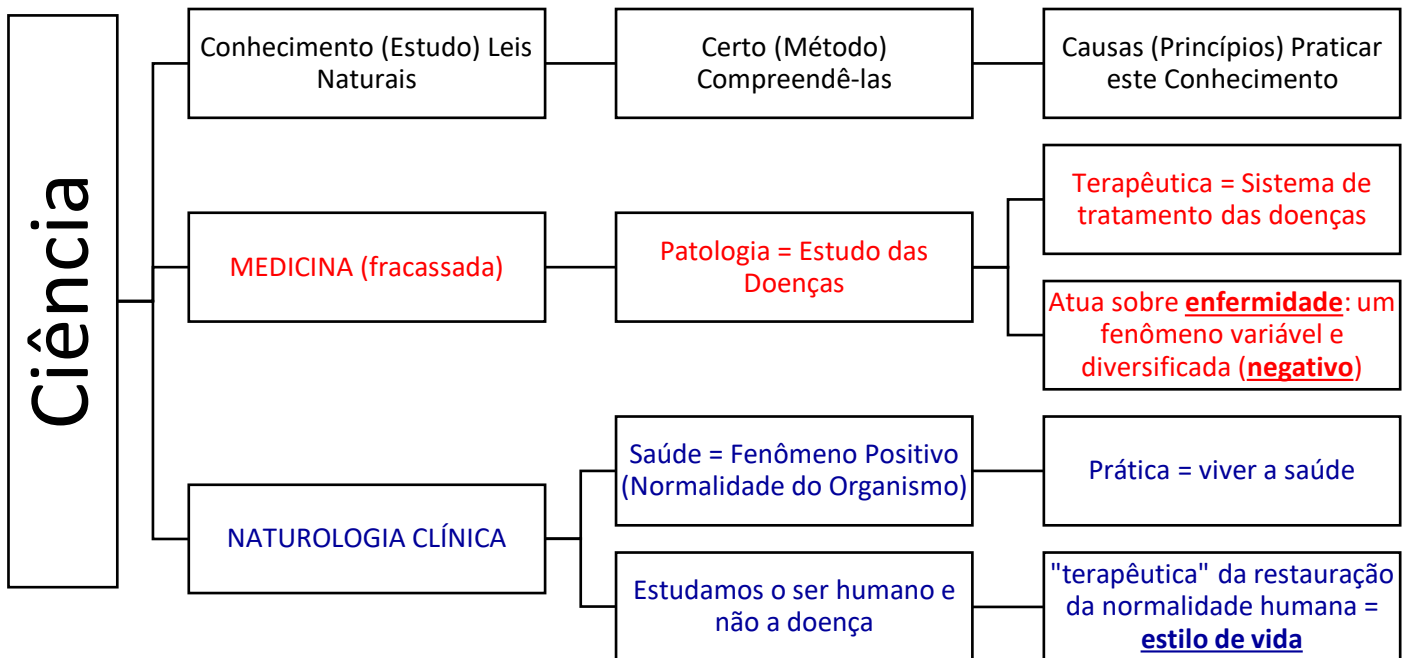 Ciência
Conhecimento (Estudo) Leis
Naturais
Certo (Método)
Compreendê-las
Causas (Princípios) Praticar
este Conhecimento
MEDICINA (fracassada)
Patologia = Estudo das
Doenças
Terapêutica = Sistema de
tratamento das doenças
Atua sobre enfermidade: um
fenômeno variável e
diversificada (negativo)
NATUROLOGIA CLÍNICA
Saúde = Fenômeno Positivo
(Normalidade do Organismo)
Prática = viver a saúde
Estudamos o ser humano e
não a doença
"terapêutica" da restauração
da normalidade humana =
estilo de vida